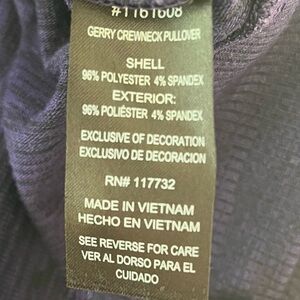 #1161608
GERRY CREWNECK PULLOVER
SHELL
96% POLYESTER 4% SPANDEX
EXTERIOR:
96% POLIÉSTER 4% SPANDEX
EXCLUSIVE OF DECORATION
EXCLUSIVO DE DECORACION
RN# 117732
MADE IN VIETNAM
HECHO EN VIETNAM
SEE REVERSE FOR CARE
VER AL DORSO PARA EL
CUIDADO